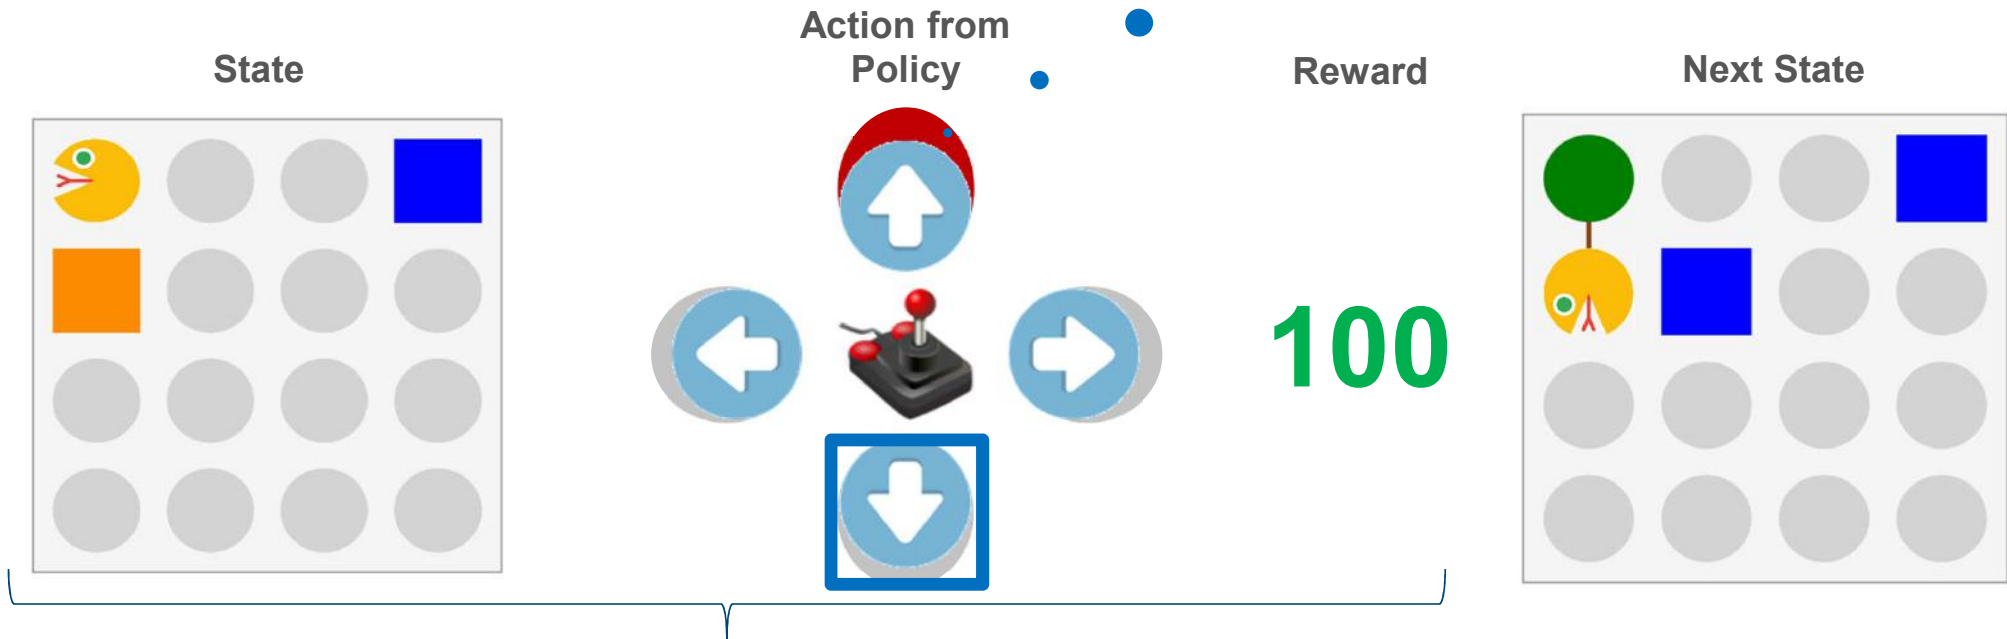 State
Action from
Policy
Reward
Next State
100